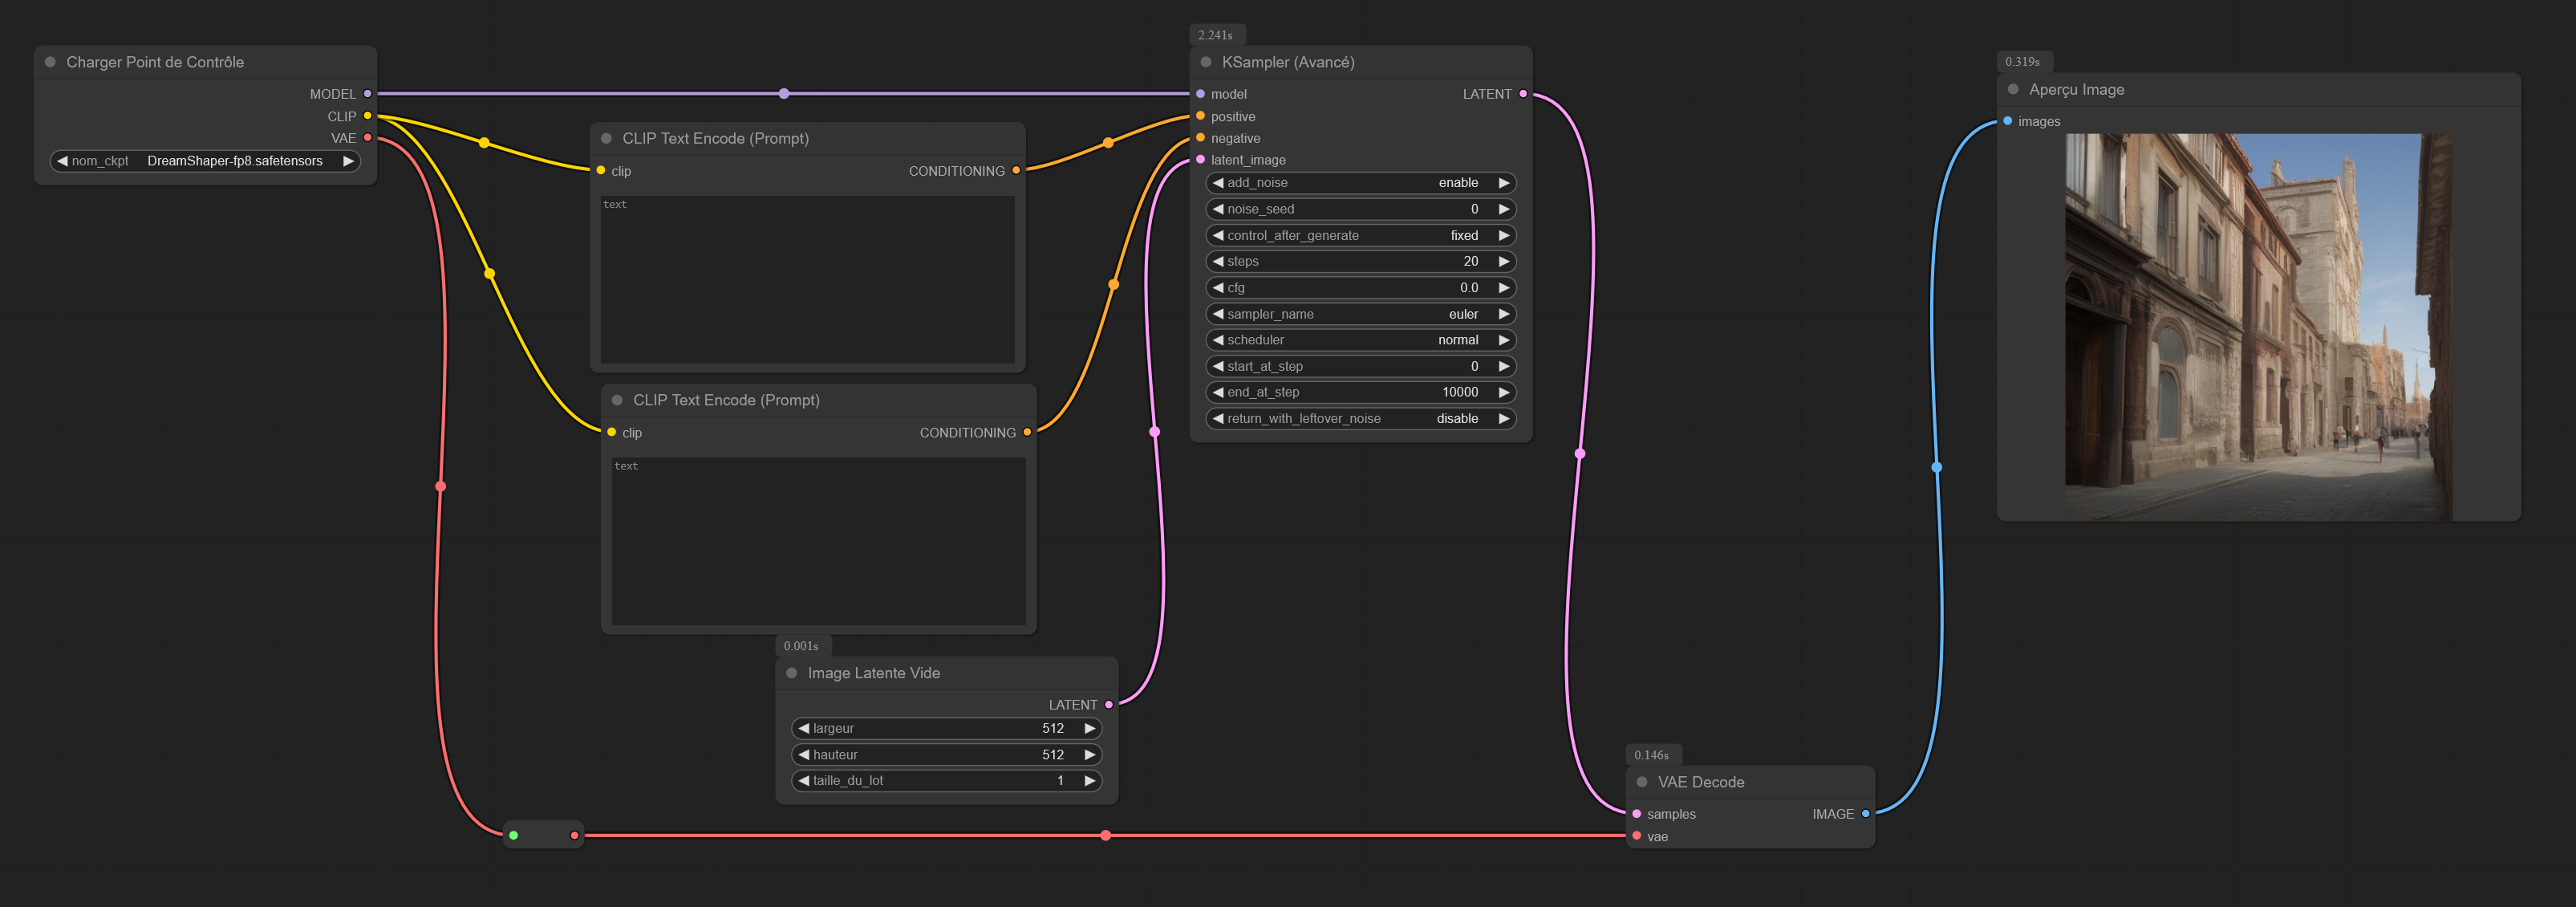 Charger Point de Contrôle
MODEL
CLIP
VAE
nom_ckpt DreamShaper-fp8.safetensors
CLIP Text Encode (Prompt)
clip CONDITIONING
text
CLIP Text Encode (Prompt)
clip CONDITIONING
text
0.001s
Image Latente Vide
LATENT
largeur 512
hauteur 512
taille_du_lot 1
2.241s
KSampler (Avancé)
model LATENT
positive
negative
latent_image
add_noise enable
noise_seed 0
control_after_generate fixed
steps 20
cfg 0.0
sampler_name euler
scheduler normal
start_at_step 0
end_at_step 10000
return_with_leftover_noise disable
0.146s
VAE Decode
samples IMAGE
vae
0.319s
Aperçu Image
images